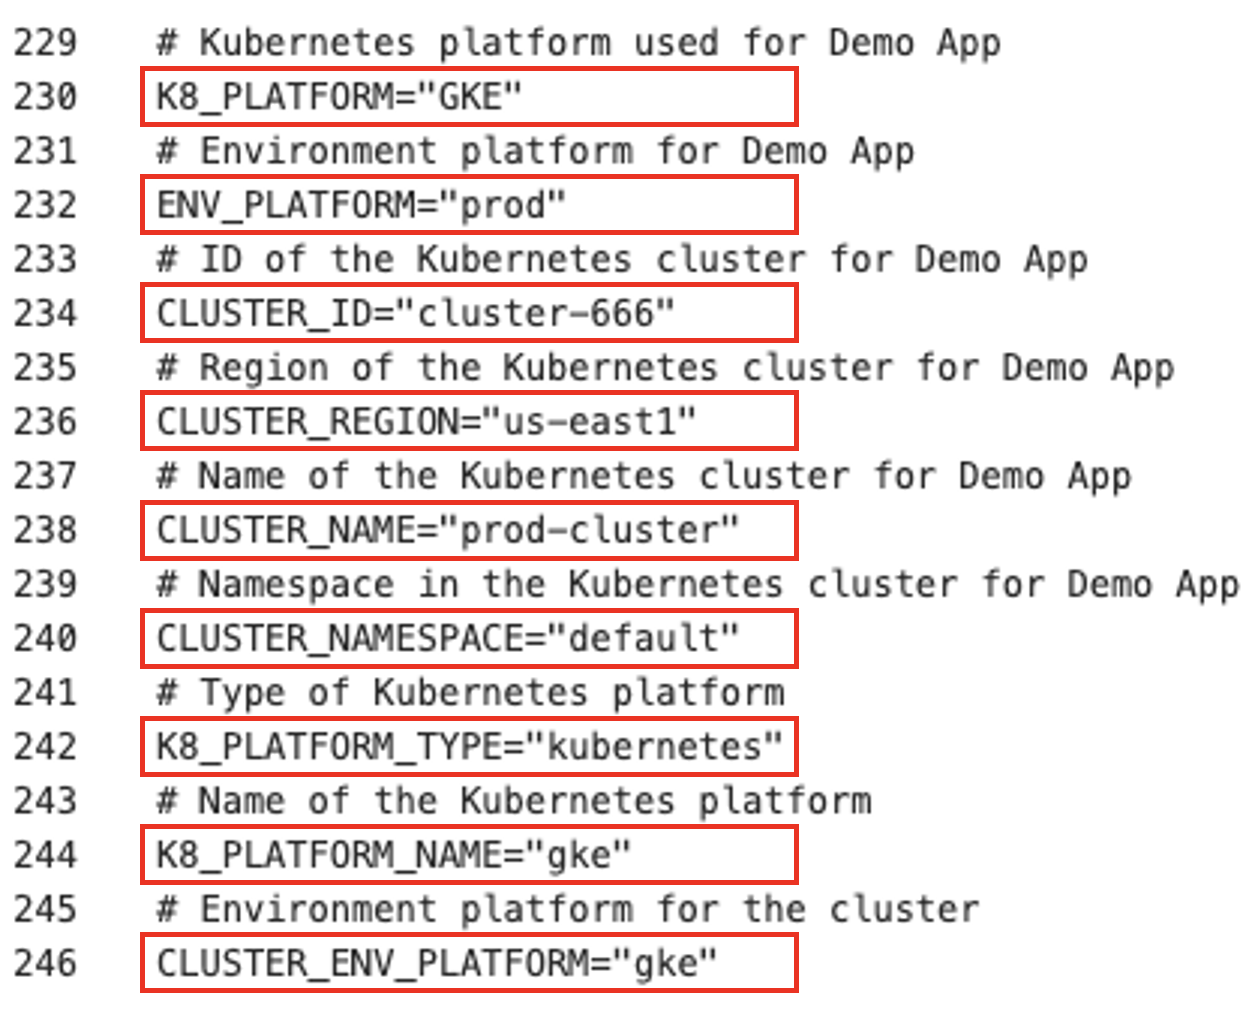 229 # Kubernetes platform used for Demo App
230 K8_PLATFORM="GKE"
231 # Environment platform for Demo App
232 ENV_PLATFORM="prod"
233 # ID of the Kubernetes cluster for Demo App
234 CLUSTER_ID="cluster-666"
235 # Region of the Kubernetes cluster for Demo App
236 CLUSTER_REGION="us-east1"
237 # Name of the Kubernetes cluster for Demo App
238 CLUSTER_NAME="prod-cluster"
239 # Namespace in the Kubernetes cluster for Demo App
240 CLUSTER_NAMESPACE="default"
241 # Type of Kubernetes platform
242 K8_PLATFORM_TYPE="kubernetes"
243 # Name of the Kubernetes platform
244 K8_PLATFORM_NAME="gke"
245 # Environment platform for the cluster
246 CLUSTER_ENV_PLATFORM="gke"